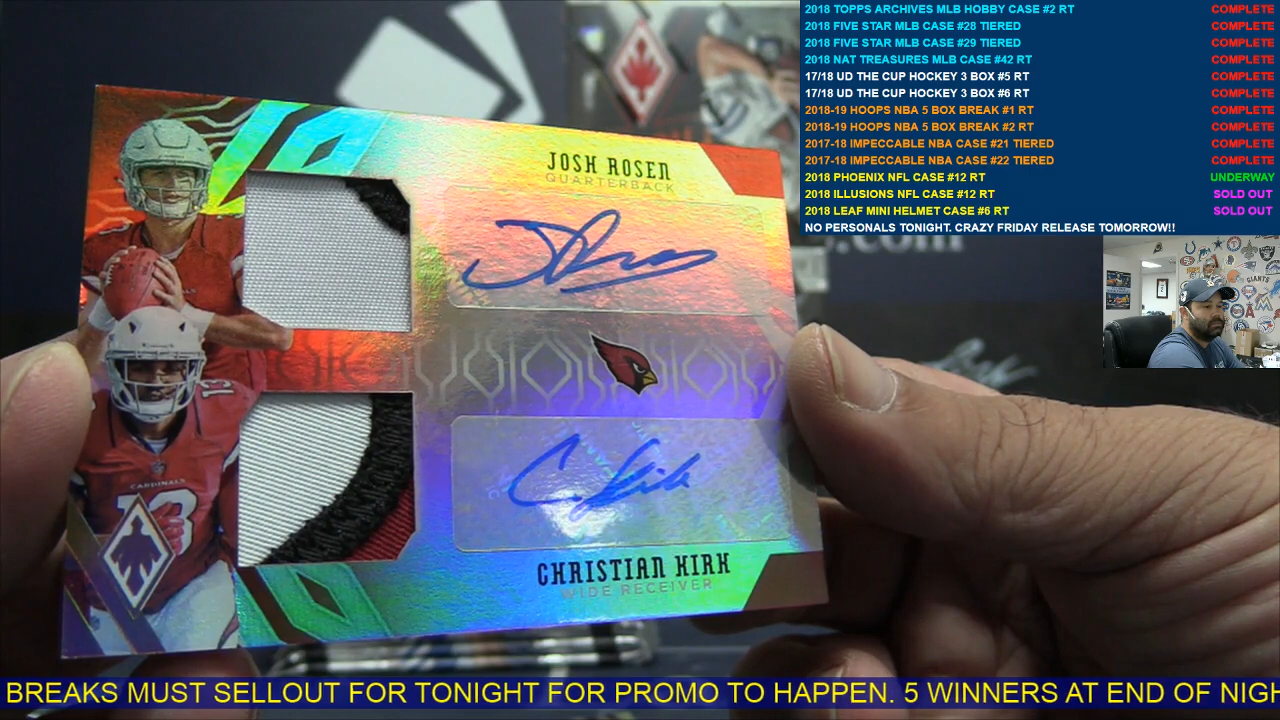 2018 TOPPS ARCHIVES MLB HOBBY CASE #2 RT COMPLETE
2018 FIVE STAR MLB CASE #28 TIERED COMPLETE
2018 FIVE STAR MLB CASE #29 TIERED COMPLETE
2018 NAT TREASURES MLB CASE #42 RT COMPLETE
17/18 UD THE CUP HOCKEY 3 BOX #5 RT COMPLETE
17/18 UD THE CUP HOCKEY 3 BOX #6 RT COMPLETE
2018-19 HOOPS NBA 5 BOX BREAK #1 RT COMPLETE
2018-19 HOOPS NBA 5 BOX BREAK #2 RT COMPLETE
2017-18 IMPECCABLE NBA CASE #21 TIERED COMPLETE
2017-18 IMPECCABLE NBA CASE #22 TIERED COMPLETE
2018 PHOENIX NFL CASE #12 RT UNDERWAY
2018 ILLUSIONS NFL CASE #12 RT SOLD OUT
2018 LEAF MINI HELMET CASE #6 RT SOLD OUT
NO PERSONALS TONIGHT. CRAZY FRIDAY RELEASE TOMORROW!!
JOSH ROSEN
QUARTERBACK
CARDINALS
13
CHRISTIAN KIRK
WIDE RECEIVER
BREAKS MUST SELLOUT FOR TONIGHT FOR PROMO TO HAPPEN. 5 WINNERS AT END OF NIGH